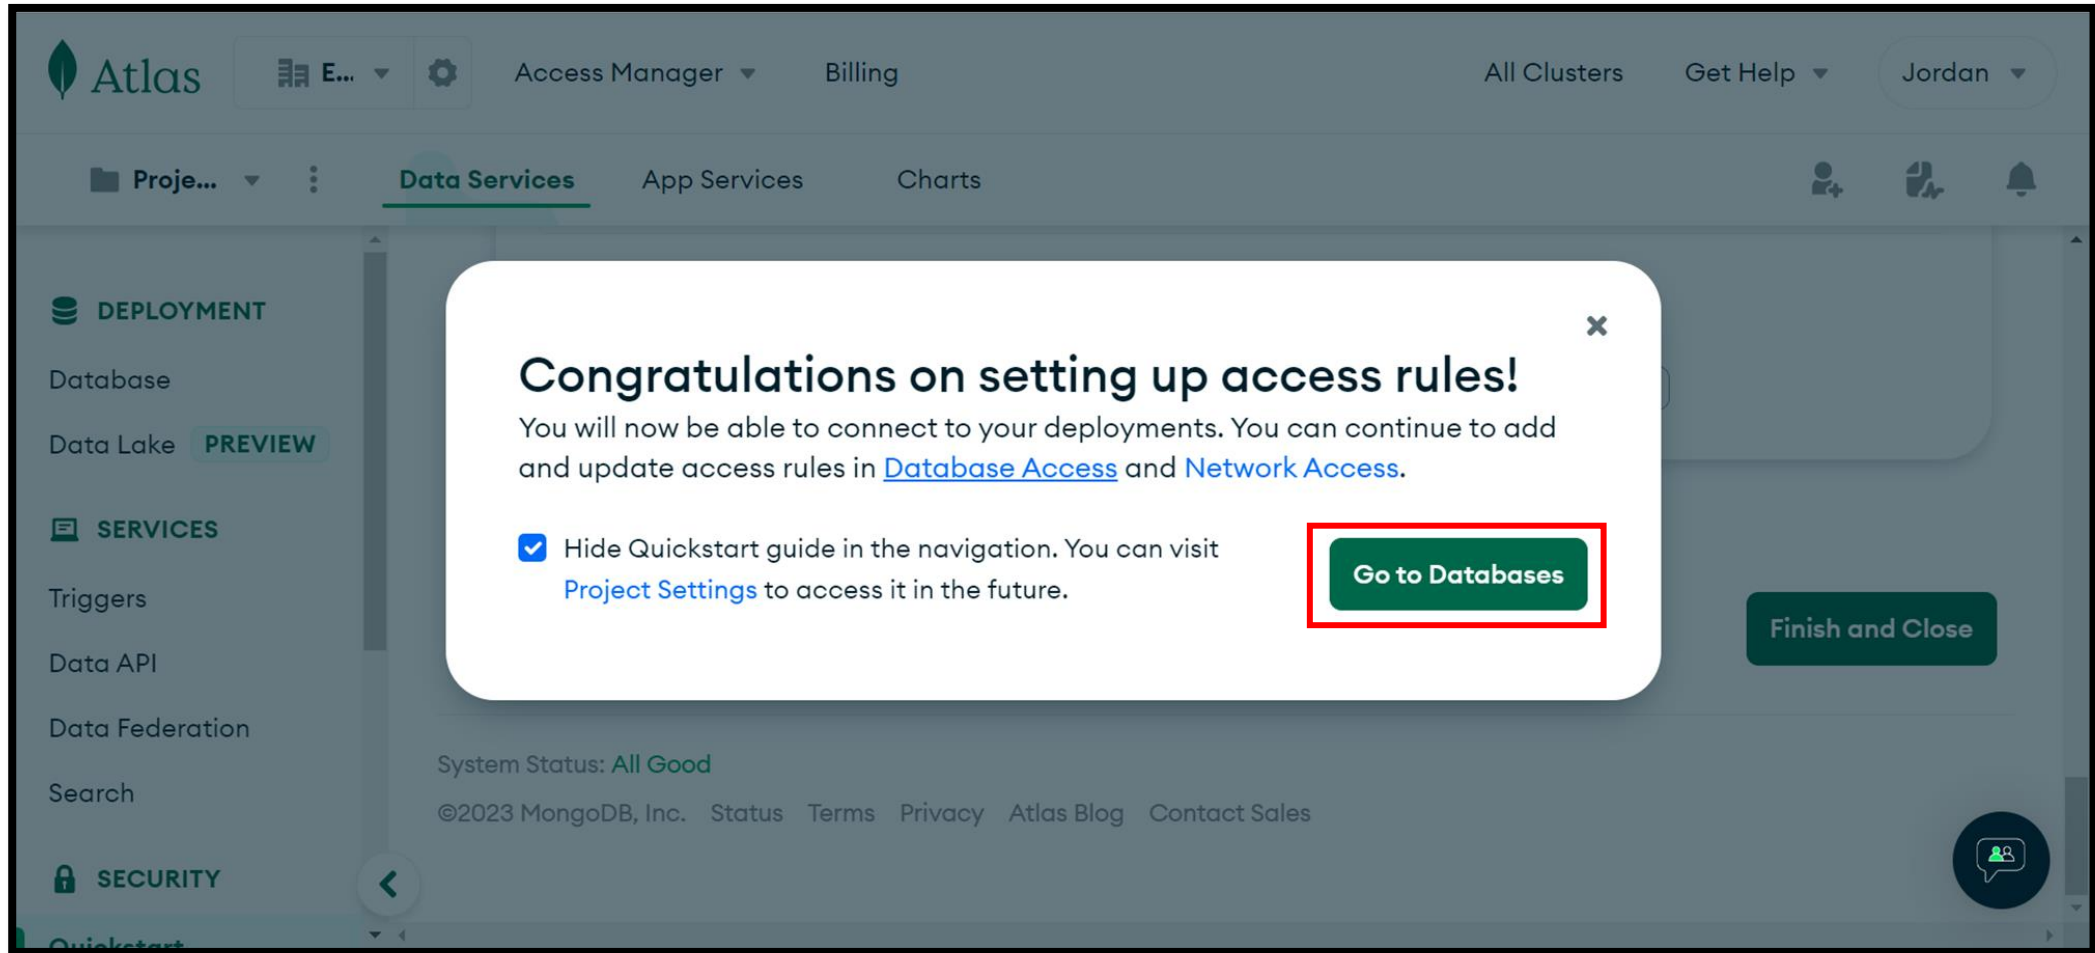 Atlas E... Access Manager Billing All Clusters Get Help Jordan
Proje... Data Services App Services Charts
DEPLOYMENT
Database
Data Lake PREVIEW
SERVICES
Triggers
Data API
Data Federation
Search
SECURITY
Quickstart
Congratulations on setting up access rules!
You will now be able to connect to your deployments. You can continue to add
and update access rules in Database Access and Network Access.
Hide Quickstart guide in the navigation. You can visit
Project Settings to access it in the future.
Go to Databases
Finish and Close
System Status: All Good
©2023 MongoDB, Inc. Status Terms Privacy Atlas Blog Contact Sales